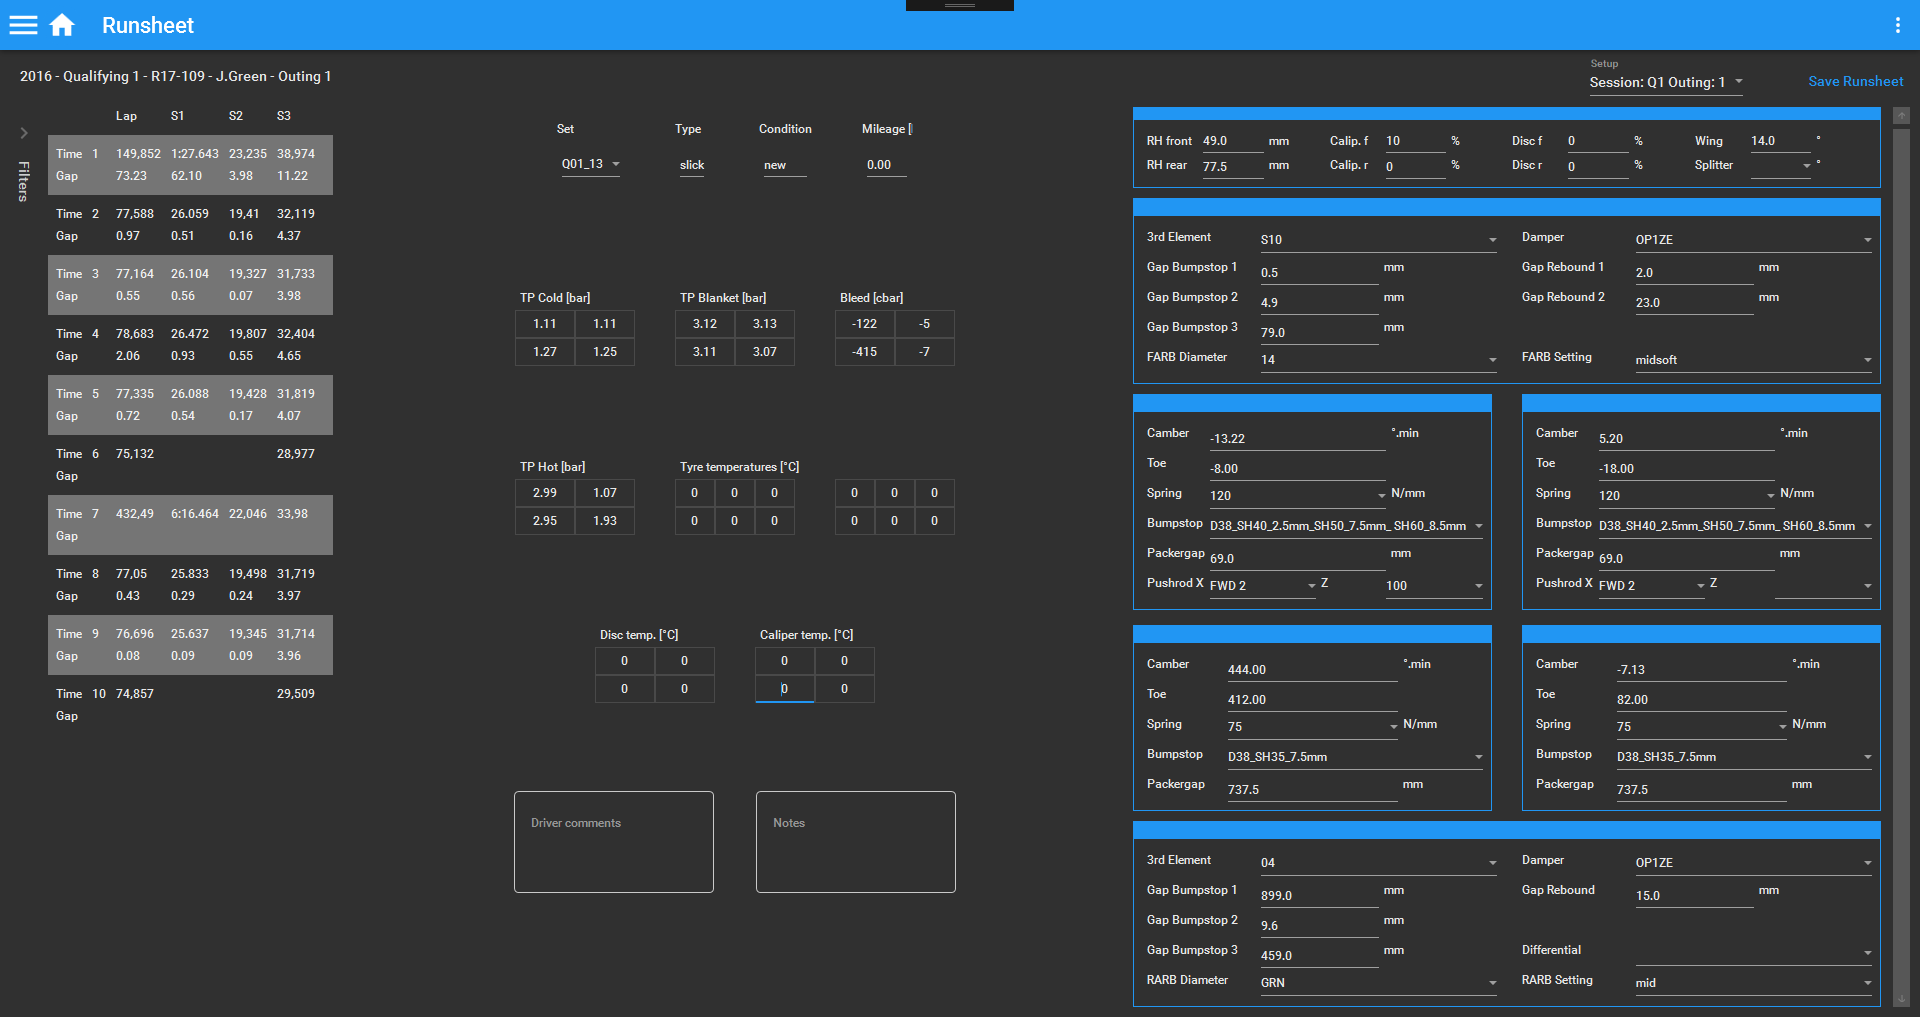 Runsheet
2016 - Qualifying 1 - R17-109 - J.Green - Outing 1
Setup
Session: Q1 Outing: 1
Save Runsheet
Filters
Lap S1 S2 S3
Time 1 149,852 1:27.643 23,235 38,974
Gap 73.23 62.10 3.98 11.22
Time 2 77,588 26.059 19,41 32,119
Gap 0.97 0.51 0.16 4.37
Time 3 77,164 26.104 19,327 31,733
Gap 0.55 0.56 0.07 3.98
Time 4 78,683 26.472 19,807 32,404
Gap 2.06 0.93 0.55 4.65
Time 5 77,335 26.088 19,428 31,819
Gap 0.72 0.54 0.17 4.07
Time 6 75,132 28,977
Gap
Time 7 432,49 6:16.464 22,046 33,98
Gap
Time 8 77,05 25.833 19,498 31,719
Gap 0.43 0.29 0.24 3.97
Time 9 76,696 25.637 19,345 31,714
Gap 0.08 0.09 0.09 3.96
Time 10 74,857 29,509
Gap
Set Type Condition Mileage [
Q01_13 slick new 0.00
TP Cold [bar] TP Blanket [bar] Bleed [cbar]
1.11 1.11 3.12 3.13 -122 -5
1.27 1.25 3.11 3.07 -415 -7
TP Hot [bar] Tyre temperatures [°C]
2.99 1.07 0 0 0 0 0 0
2.95 1.93 0 0 0 0 0 0
Disc temp. [°C] Caliper temp. [°C]
0 0 0 0
0 0 0 0
Driver comments Notes
RH front 49.0 mm Calip. f 10 % Disc f 0 % Wing 14.0 °
RH rear 77.5 mm Calip. r 0 % Disc r 0 % Splitter °
3rd Element S10 Damper OP1ZE
Gap Bumpstop 1 0.5 mm Gap Rebound 1 2.0 mm
Gap Bumpstop 2 4.9 mm Gap Rebound 2 23.0 mm
Gap Bumpstop 3 79.0 mm
FARB Diameter 14 FARB Setting midsoft
Camber -13.22 °.min
Toe -8.00
Spring 120 N/mm
Bumpstop D38_SH40_2.5mm_SH50_7.5mm_ SH60_8.5mm
Packergap 69.0 mm
Pushrod X FWD 2 Z 100
Camber 5.20 °.min
Toe -18.00
Spring 120 N/mm
Bumpstop D38_SH40_2.5mm_SH50_7.5mm_ SH60_8.5mm
Packergap 69.0 mm
Pushrod X FWD 2 Z
Camber 444.00 °.min
Toe 412.00
Spring 75 N/mm
Bumpstop D38_SH35_7.5mm
Packergap 737.5 mm
Camber -7.13 °.min
Toe 82.00
Spring 75 N/mm
Bumpstop D38_SH35_7.5mm
Packergap 737.5 mm
3rd Element 04 Damper OP1ZE
Gap Bumpstop 1 899.0 mm Gap Rebound 15.0 mm
Gap Bumpstop 2 9.6 mm
Gap Bumpstop 3 459.0 mm Differential
RARB Diameter GRN RARB Setting mid